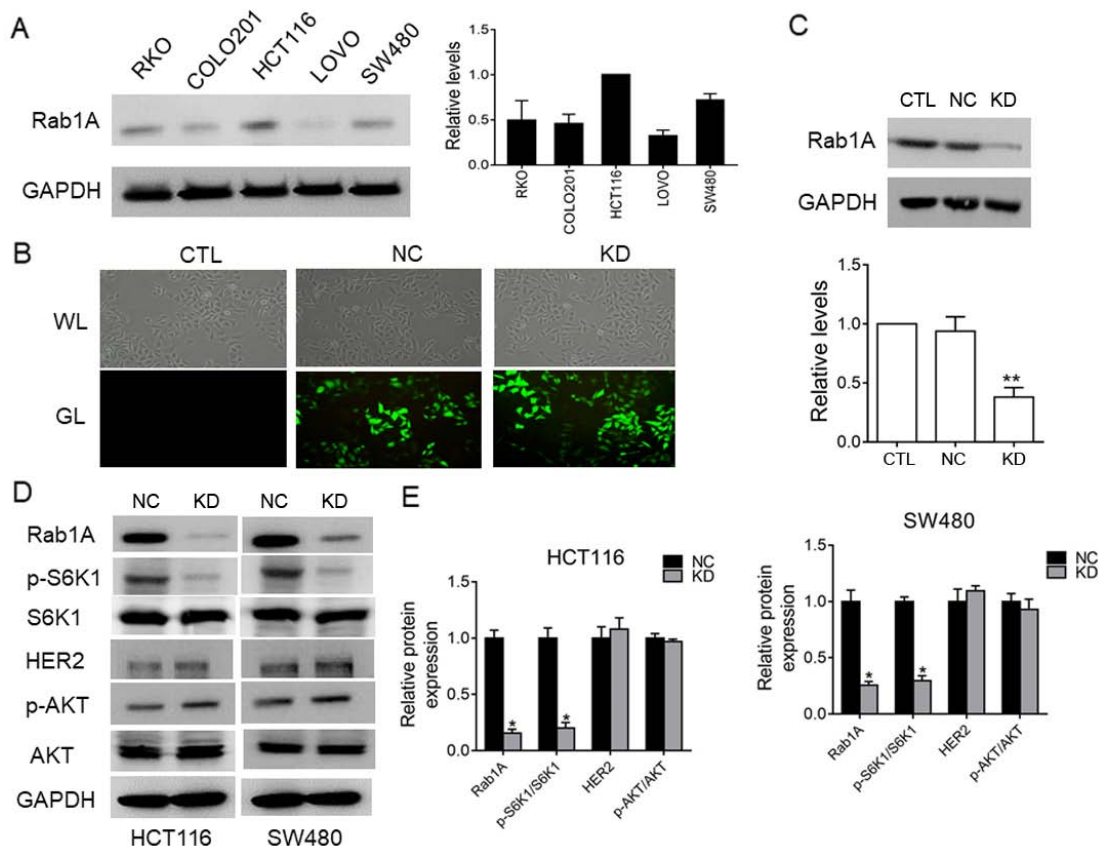 A
RKO
COLO201
HCT116
LOVO
SW480
Rab1A
GAPDH
Relative levels
1.5
1.0
0.5
0.0
RKO
COLO201
HCT116
LOVO
SW480
B
CTL NC KD
WL
GL
C
CTL NC KD
Rab1A
GAPDH
Relative levels
1.5
1.0
0.5
0.0
**
CTL NC KD
D
NC KD NC KD
Rab1A
p-S6K1
S6K1
HER2
p-AKT
AKT
GAPDH
HCT116 SW480
E
HCT116
NC
KD
Relative protein
expression
1.5
1.0
0.5
0.0
*
*
Rab1A
p-S6K1/S6K1
HER2
p-AKT/AKT
SW480
NC
KD
Relative protein
expression
1.5
1.0
0.5
0.0
*
*
Rab1A
p-S6K1/S6K1
HER2
p-AKT/AKT